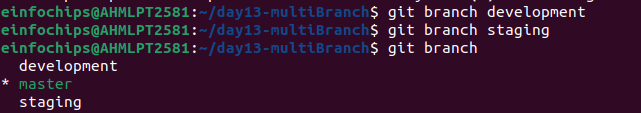 einfochips@AHMLPT2581:~/day13-multiBranch$ git branch development
einfochips@AHMLPT2581:~/day13-multiBranch$ git branch staging
einfochips@AHMLPT2581:~/day13-multiBranch$ git branch
  development
* master
  staging